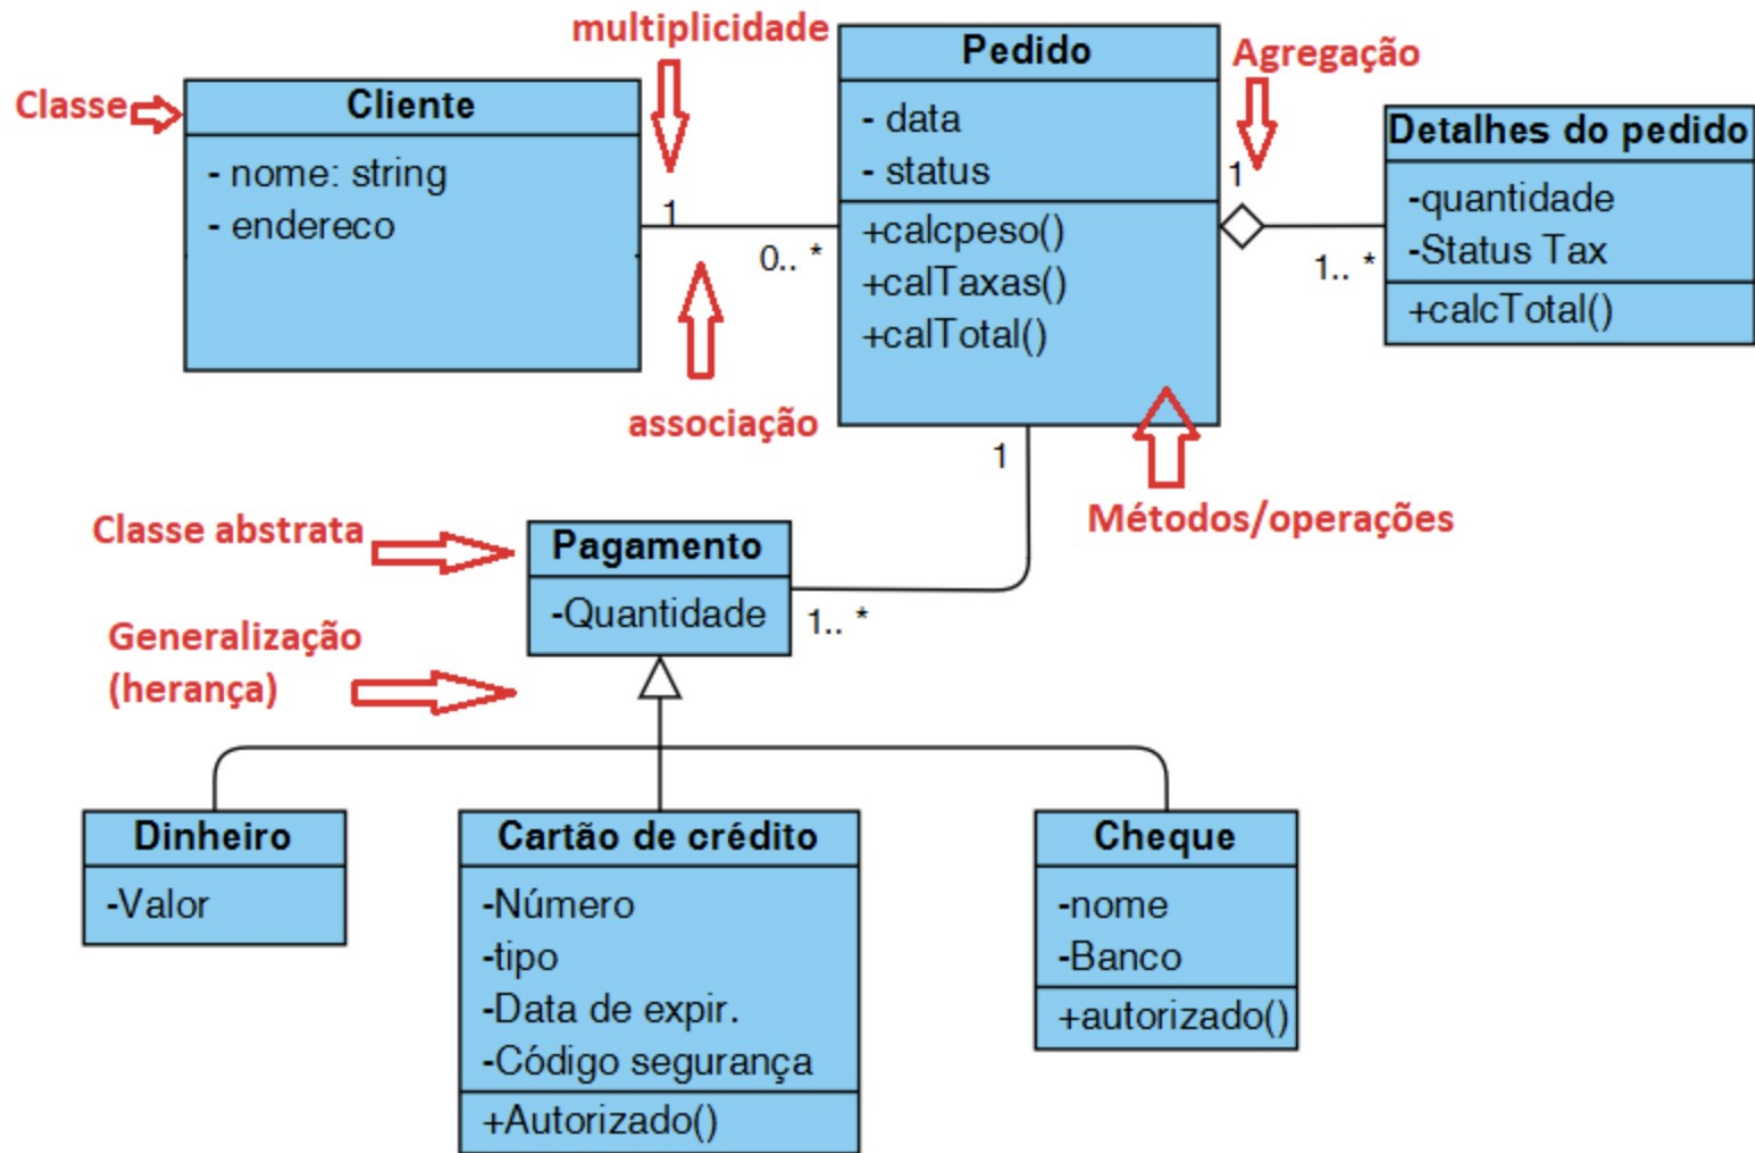 multiplicidade
Pedido
Agregação
Classe
Cliente
Detalhes do pedido
- nome: string
- endereco
- data
- status
+calcpeso()
+calTaxas()
+calTotal()
1
0.. *
1
1.. *
-quantidade
-Status Tax
+calcTotal()
associação
1
Métodos/operações
Classe abstrata
Pagamento
-Quantidade
1.. *
Generalização
(herança)
Dinheiro
-Valor
Cartão de crédito
-Número
-tipo
-Data de expir.
-Código segurança
+Autorizado()
Cheque
-nome
-Banco
+autorizado()